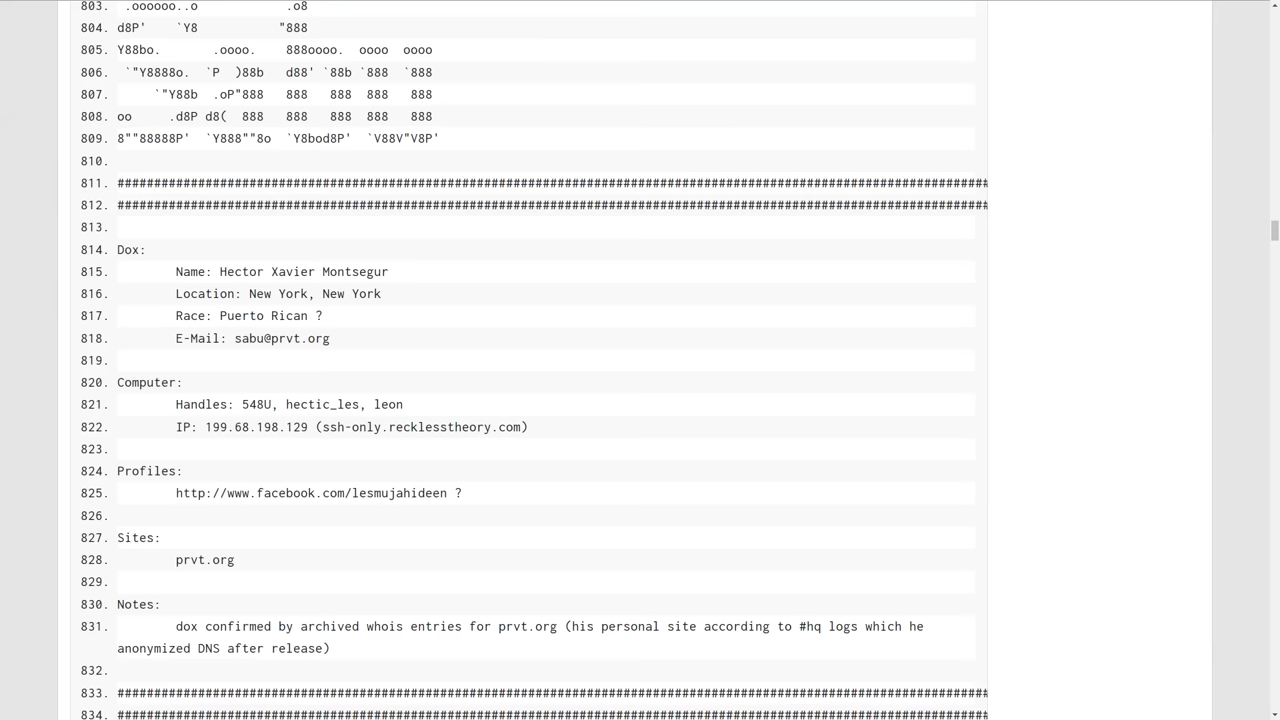 803. .oooooo..o            .o8
804. d8P'    `Y8           "888
805. Y88bo.      .oooo.    888oooo.  oooo  oooo
806.  `"Y8888o.  `P  )88b   d88' `88b `888  `888
807.      `"Y88b  .oP"888   888   888  888   888
808. oo     .d8P d8(  888   888   888  888   888
809. 8""88888P'  `Y888""8o  `Y8bod8P'  `V88V"V8P'
810.
811. #######################################################################################################################
812. #######################################################################################################################
813.
814. Dox:
815.         Name: Hector Xavier Montsegur
816.         Location: New York, New York
817.         Race: Puerto Rican ?
818.         E-Mail: sabu@prvt.org
819.
820. Computer:
821.         Handles: 548U, hectic_les, leon
822.         IP: 199.68.198.129 (ssh-only.recklesstheory.com)
823.
824. Profiles:
825.         http://www.facebook.com/lesmujahideen ?
826.
827. Sites:
828.         prvt.org
829.
830. Notes:
831.         dox confirmed by archived whois entries for prvt.org (his personal site according to #hq logs which he
anonymized DNS after release)
832.
833. #######################################################################################################################
834. #######################################################################################################################